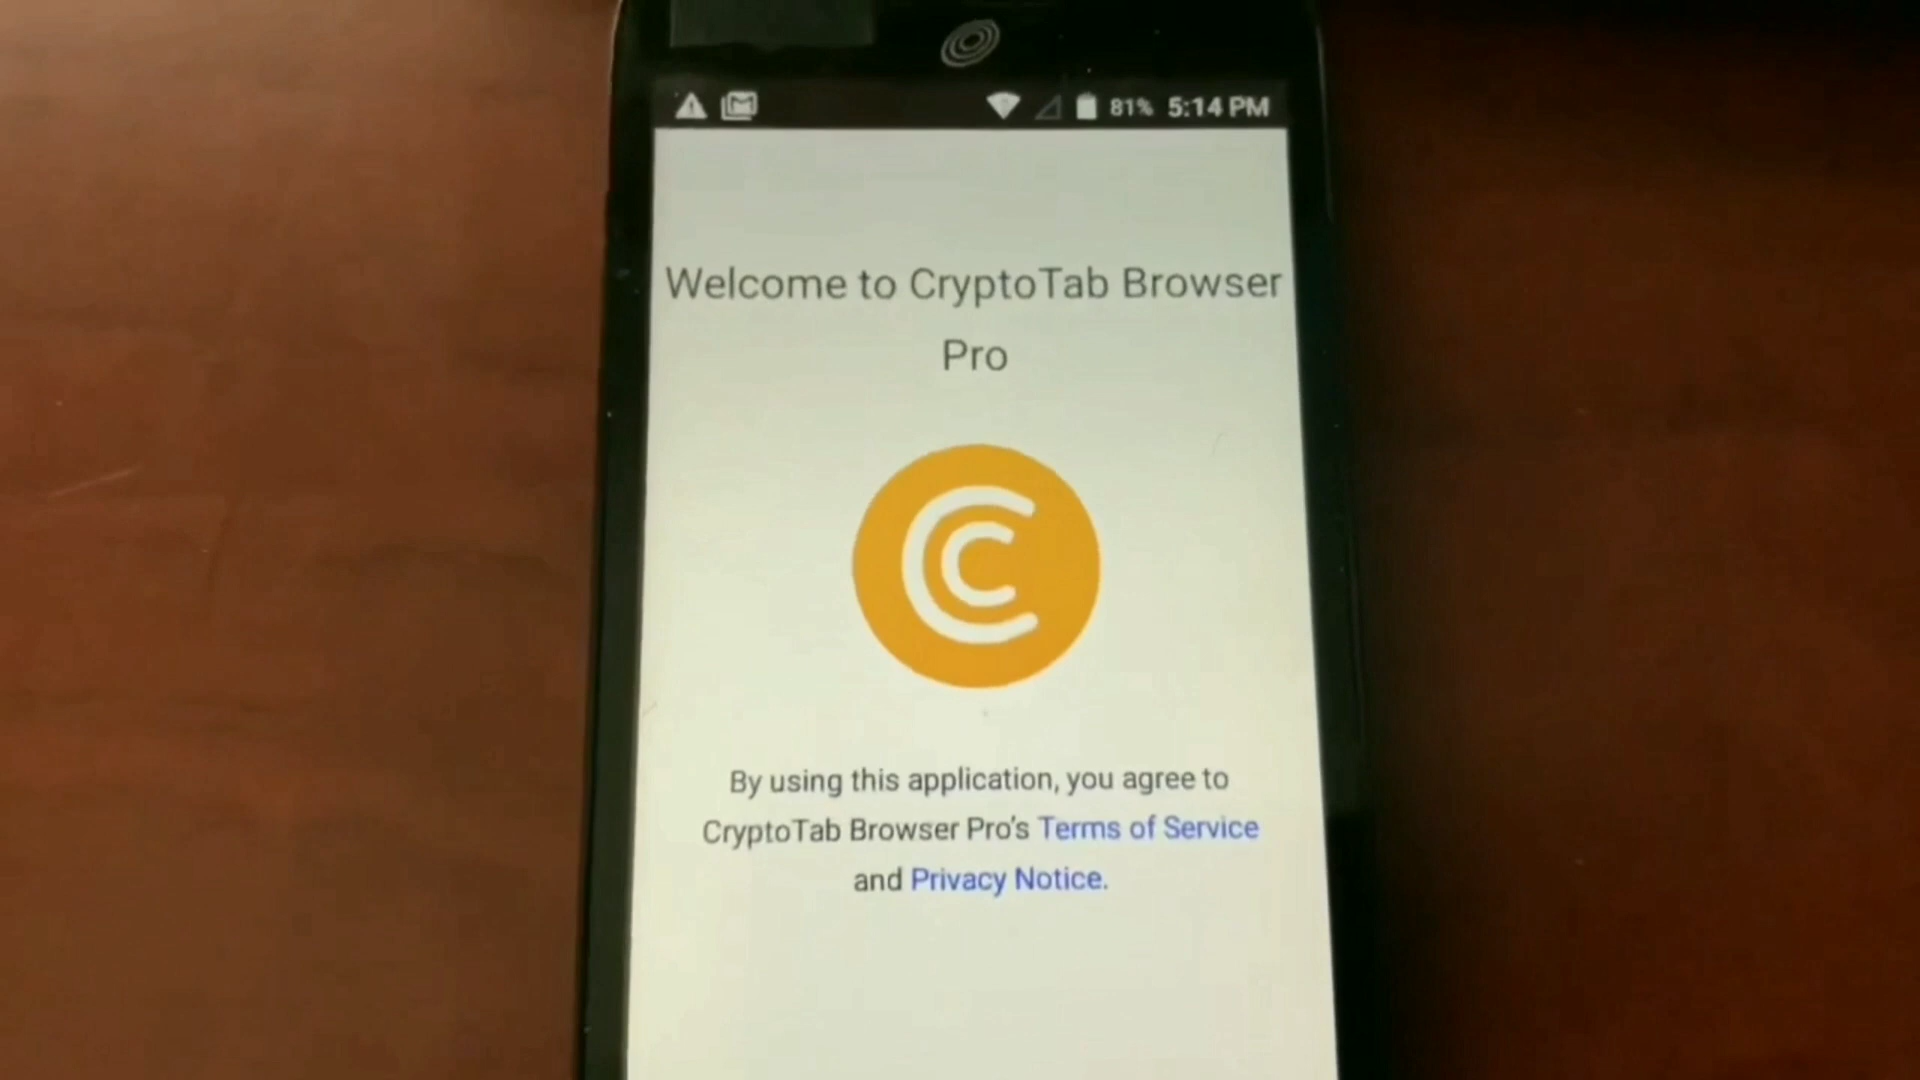 81% 5:14 PM
Welcome to CryptoTab Browser
Pro
By using this application, you agree to
CryptoTab Browser Pro's Terms of Service
and Privacy Notice.